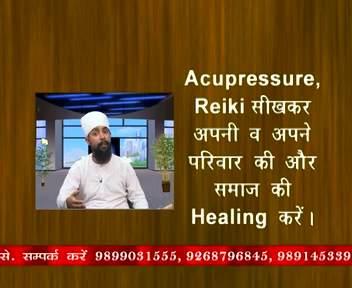 Acupressure,
Reiki सीखकर
अपनी व अपने
परिवार की और
समाज की
Healing करें।
से. सम्पर्क करें 9899031555, 9268796845, 989145339